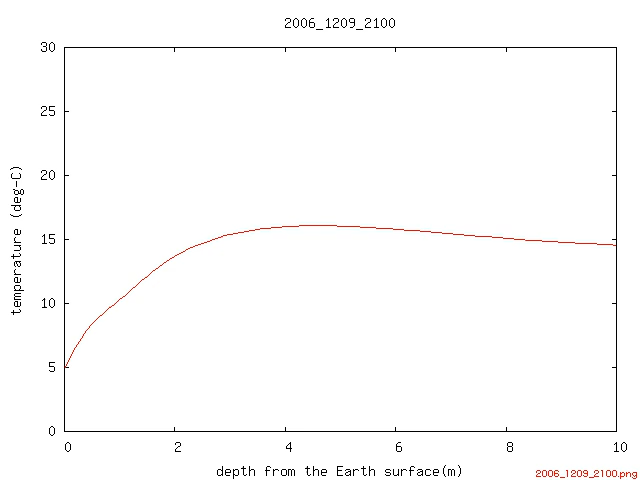 2006_1209_2100
30
25
20
15
10
5
0
temperature (deg-C)
0 2 4 6 8 10
depth from the Earth surface(m)
2006_1209_2100.png